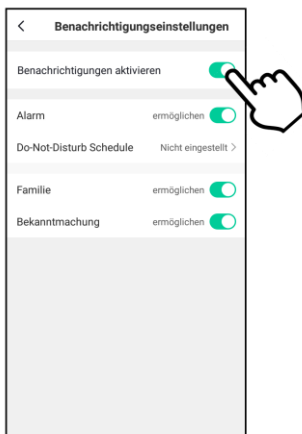 Benachrichtigungseinstellungen
Benachrichtigungen aktivieren
Alarm ermöglichen
Do-Not-Disturb Schedule Nicht eingestellt >
Familie ermöglichen
Bekanntmachung ermöglichen